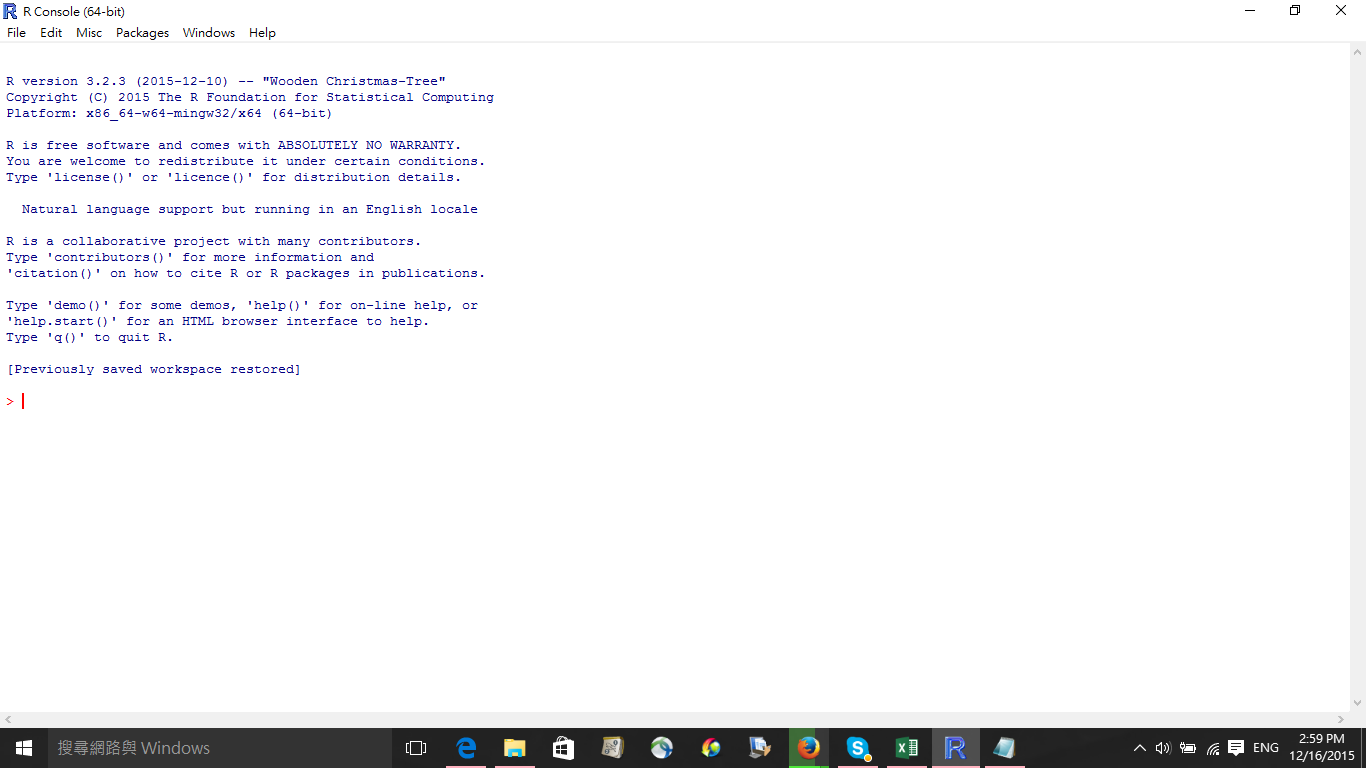 R Console (64-bit)
File Edit Misc Packages Windows Help
R version 3.2.3 (2015-12-10) -- "Wooden Christmas-Tree"
Copyright (C) 2015 The R Foundation for Statistical Computing
Platform: x86_64-w64-mingw32/x64 (64-bit)
R is free software and comes with ABSOLUTELY NO WARRANTY.
You are welcome to redistribute it under certain conditions.
Type 'license()' or 'licence()' for distribution details.
Natural language support but running in an English locale
R is a collaborative project with many contributors.
Type 'contributors()' for more information and
'citation()' on how to cite R or R packages in publications.
Type 'demo()' for some demos, 'help()' for on-line help, or
'help.start()' for an HTML browser interface to help.
Type 'q()' to quit R.
[Previously saved workspace restored]
>
搜尋網路與 Windows
ENG
2:59 PM
12/16/2015